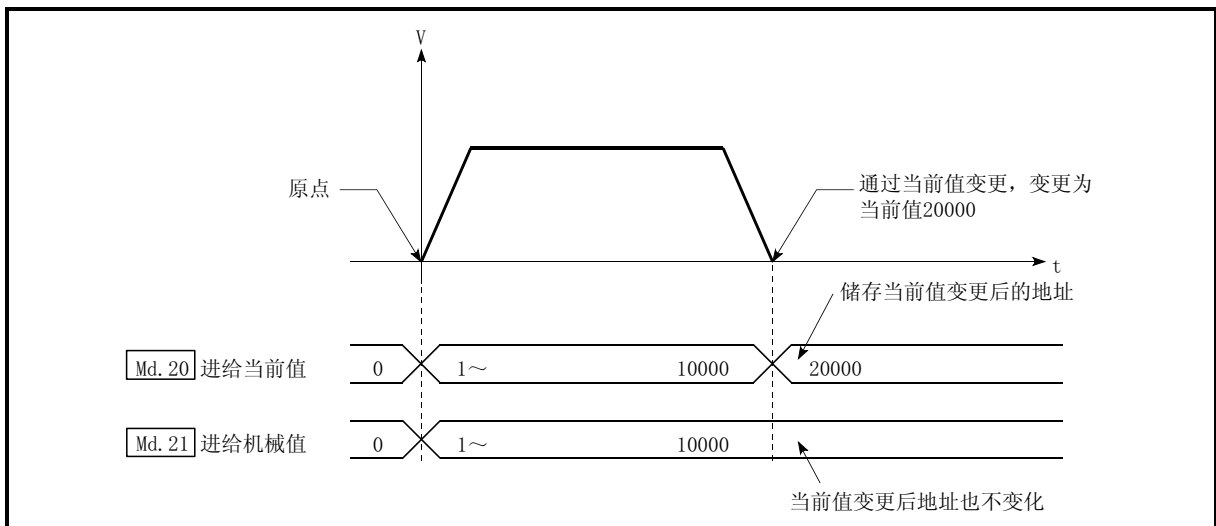 V
原点
通过当前值变更，变更为
当前值20000
t
储存当前值变更后的地址
Md.20 进给当前值 0 1～ 10000 20000
Md.21 进给机械值 0 1～ 10000
当前值变更后地址也不变化